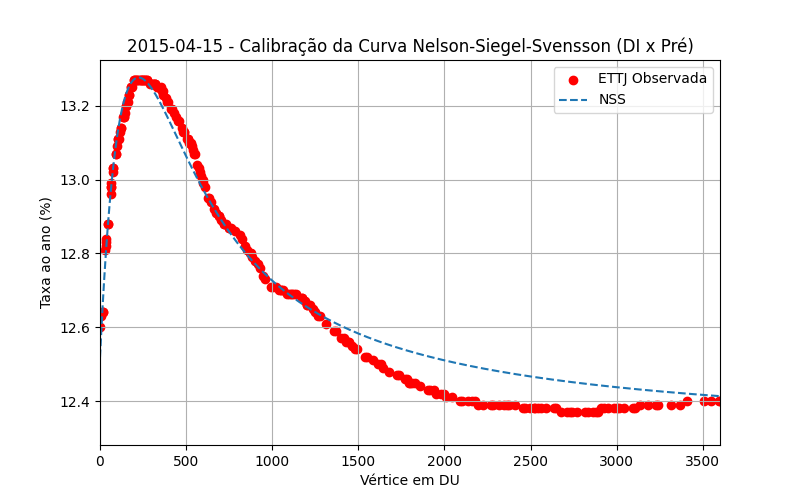 2015-04-15 - Calibração da Curva Nelson-Siegel-Svensson (DI x Pré)
ETTJ Observada
NSS
Taxa ao ano (%)
13.2
13.0
12.8
12.6
12.4
0 500 1000 1500 2000 2500 3000 3500
Vértice em DU